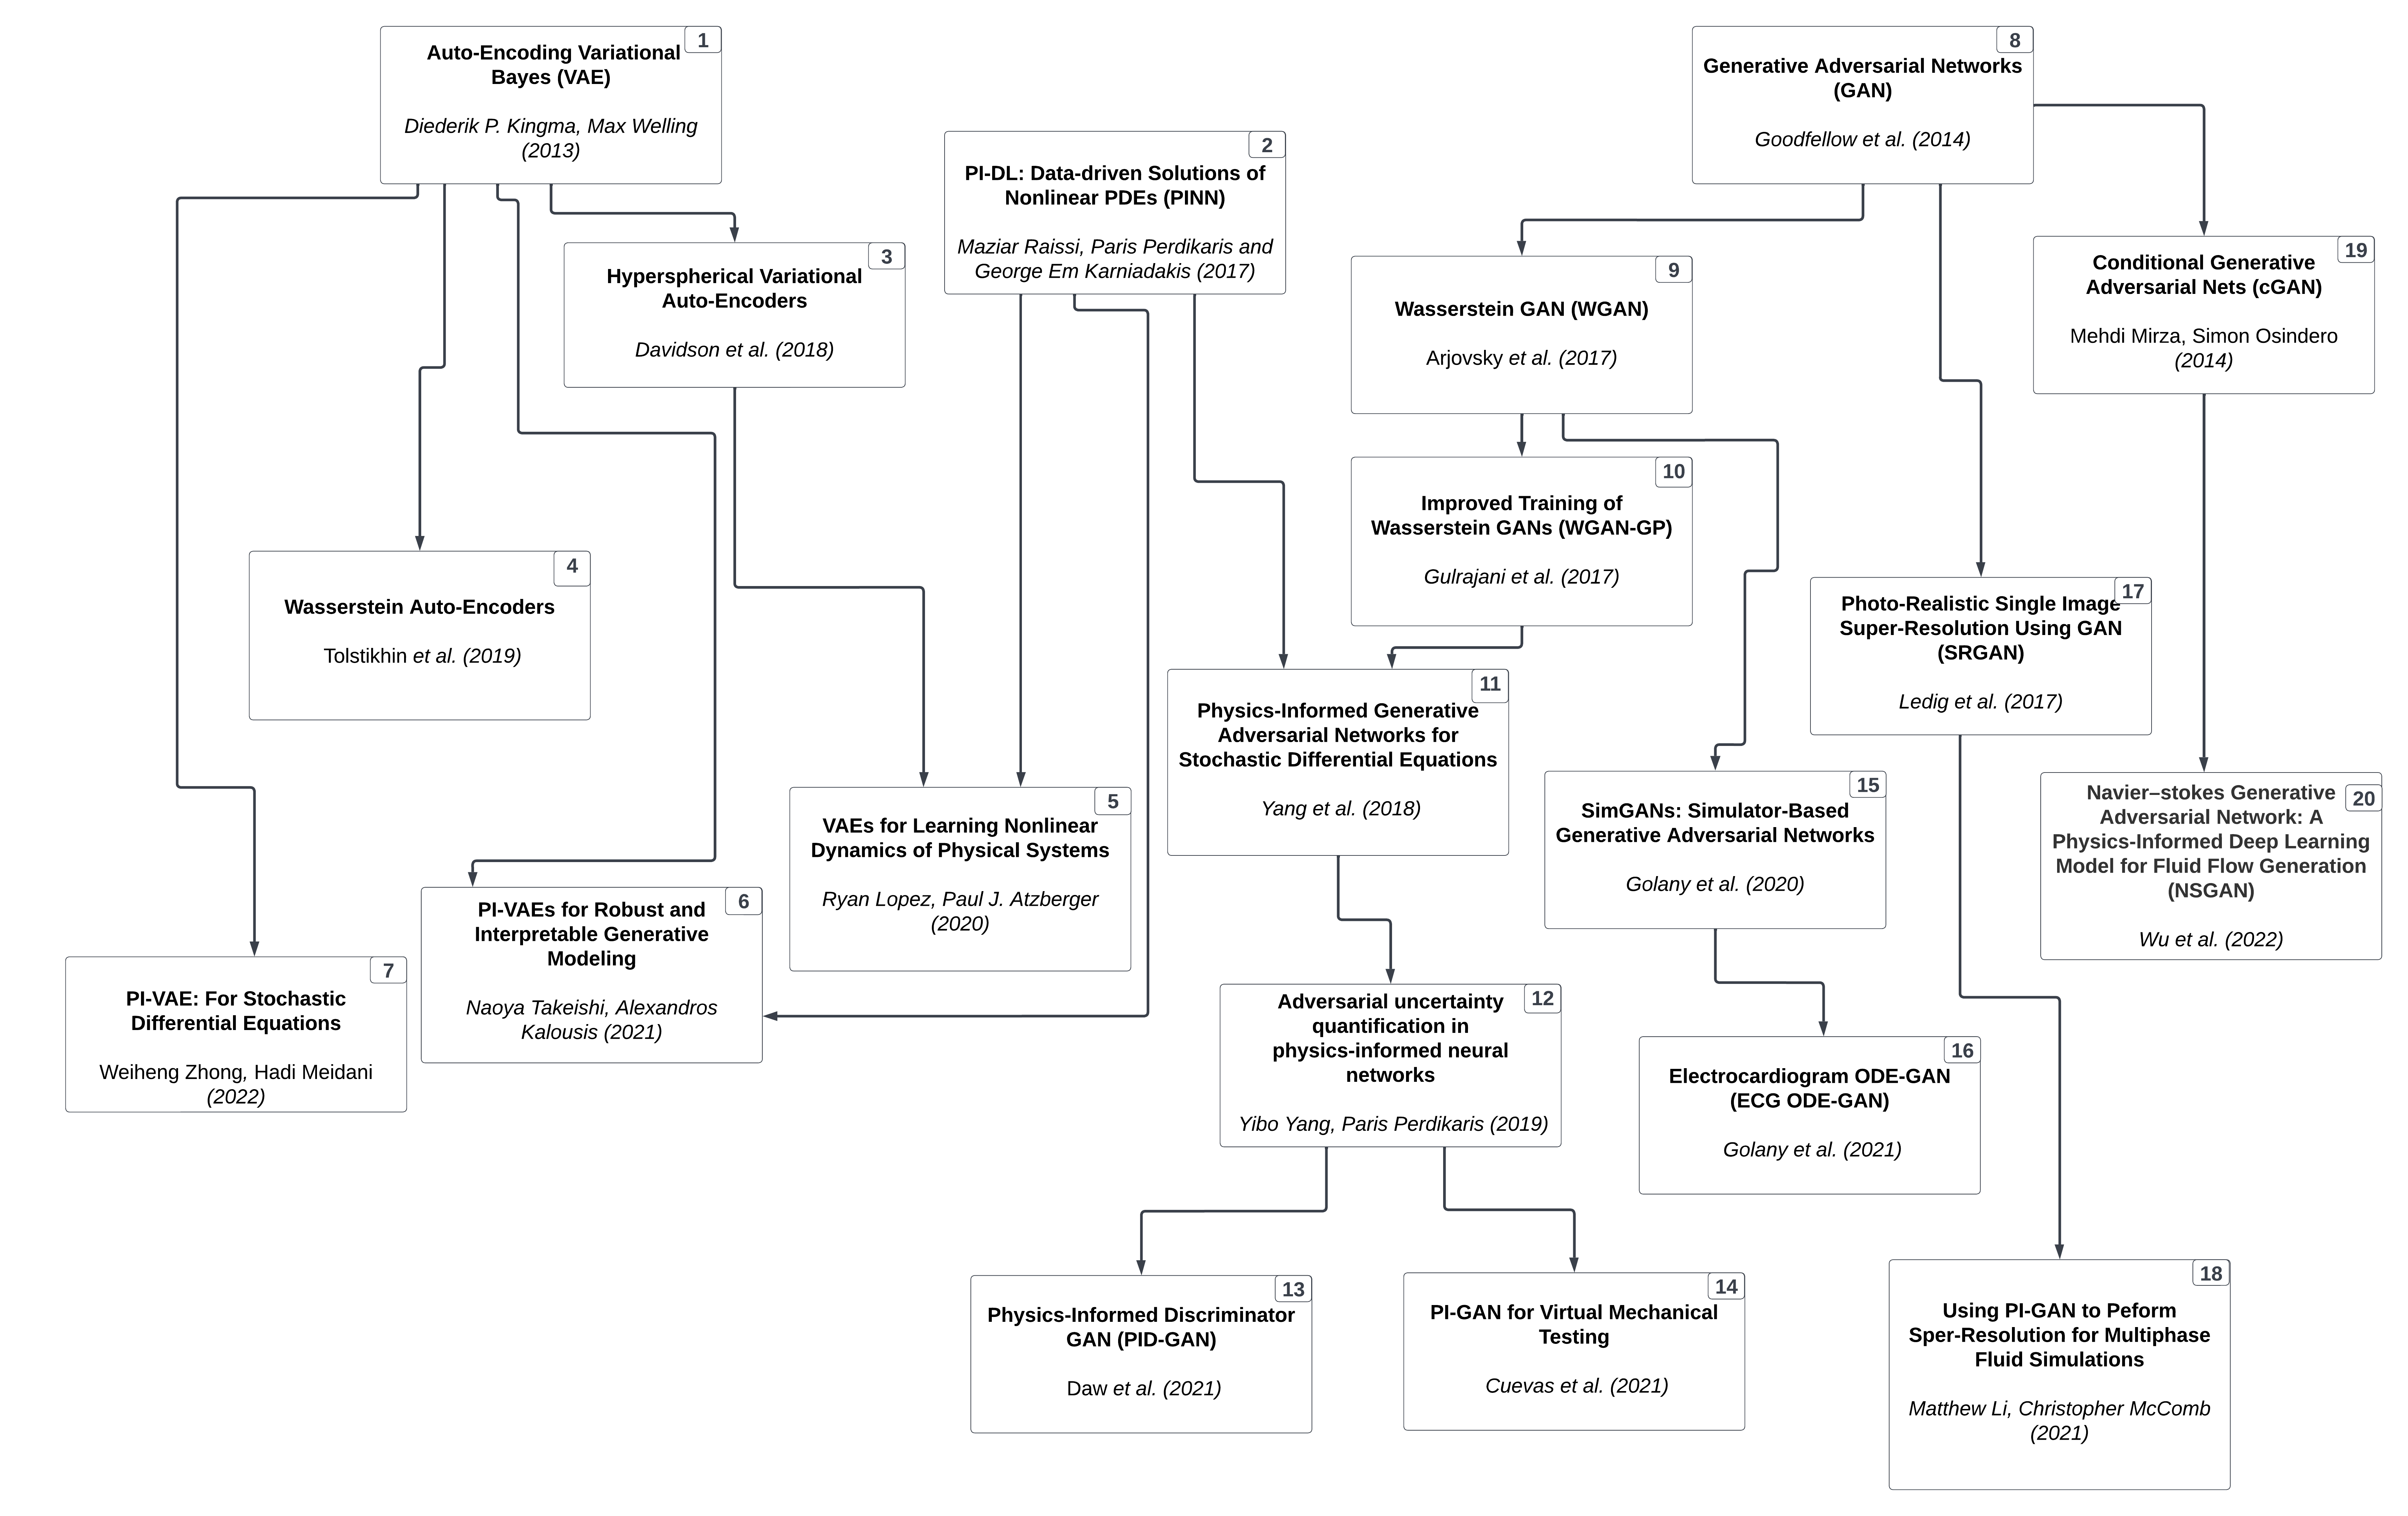 1
Auto-Encoding Variational
Bayes (VAE)
Diederik P. Kingma, Max Welling
(2013)
2
PI-DL: Data-driven Solutions of
Nonlinear PDEs (PINN)
Maziar Raissi, Paris Perdikaris and
George Em Karniadakis (2017)
3
Hyperspherical Variational
Auto-Encoders
Davidson et al. (2018)
4
Wasserstein Auto-Encoders
Tolstikhin et al. (2019)
5
VAEs for Learning Nonlinear
Dynamics of Physical Systems
Ryan Lopez, Paul J. Atzberger
(2020)
6
PI-VAEs for Robust and
Interpretable Generative
Modeling
Naoya Takeishi, Alexandros
Kalousis (2021)
7
PI-VAE: For Stochastic
Differential Equations
Weiheng Zhong, Hadi Meidani
(2022)
8
Generative Adversarial Networks
(GAN)
Goodfellow et al. (2014)
9
Wasserstein GAN (WGAN)
Arjovsky et al. (2017)
10
Improved Training of
Wasserstein GANs (WGAN-GP)
Gulrajani et al. (2017)
11
Physics-Informed Generative
Adversarial Networks for
Stochastic Differential Equations
Yang et al. (2018)
12
Adversarial uncertainty
quantification in
physics-informed neural
networks
Yibo Yang, Paris Perdikaris (2019)
13
Physics-Informed Discriminator
GAN (PID-GAN)
Daw et al. (2021)
14
PI-GAN for Virtual Mechanical
Testing
Cuevas et al. (2021)
15
SimGANs: Simulator-Based
Generative Adversarial Networks
Golany et al. (2020)
16
Electrocardiogram ODE-GAN
(ECG ODE-GAN)
Golany et al. (2021)
17
Photo-Realistic Single Image
Super-Resolution Using GAN
(SRGAN)
Ledig et al. (2017)
18
Using PI-GAN to Peform
Sper-Resolution for Multiphase
Fluid Simulations
Matthew Li, Christopher McComb
(2021)
19
Conditional Generative
Adversarial Nets (cGAN)
Mehdi Mirza, Simon Osindero
(2014)
20
Navier–stokes Generative
Adversarial Network: A
Physics-Informed Deep Learning
Model for Fluid Flow Generation
(NSGAN)
Wu et al. (2022)